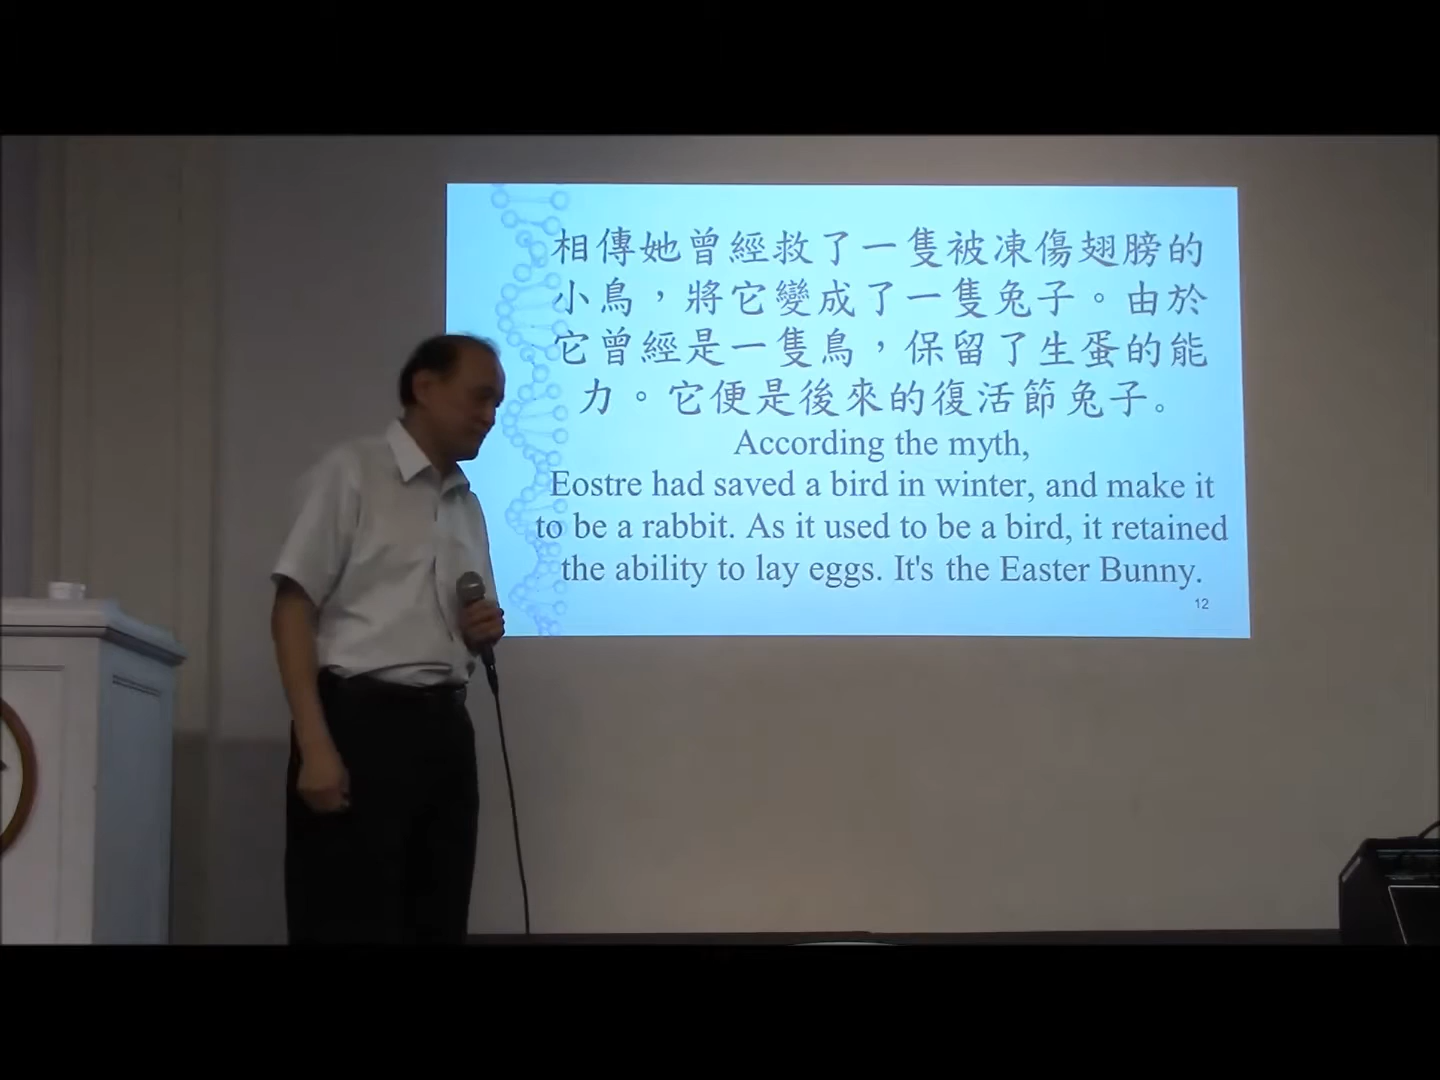 相傳她曾經救了一隻被凍傷翅膀的
小鳥，將它變成了一隻兔子。由於
它曾經是一隻鳥，保留了生蛋的能
力。它便是後來的復活節兔子。
According the myth,
Eostre had saved a bird in winter, and make it
to be a rabbit. As it used to be a bird, it retained
the ability to lay eggs. It's the Easter Bunny.
12